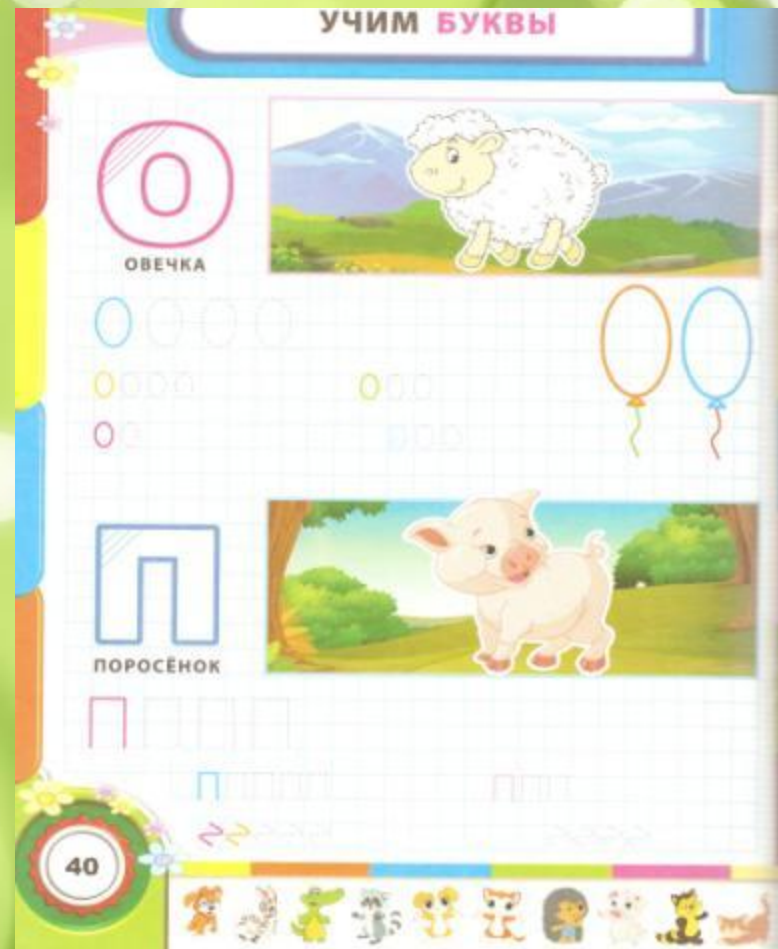 УЧИМ БУКВЫ
О
ОВЕЧКА
О О О О
О О О О
О О О
О О
О О О
П
ПОРОСЁНОК
П П П П
П П П П П
П П П П
40